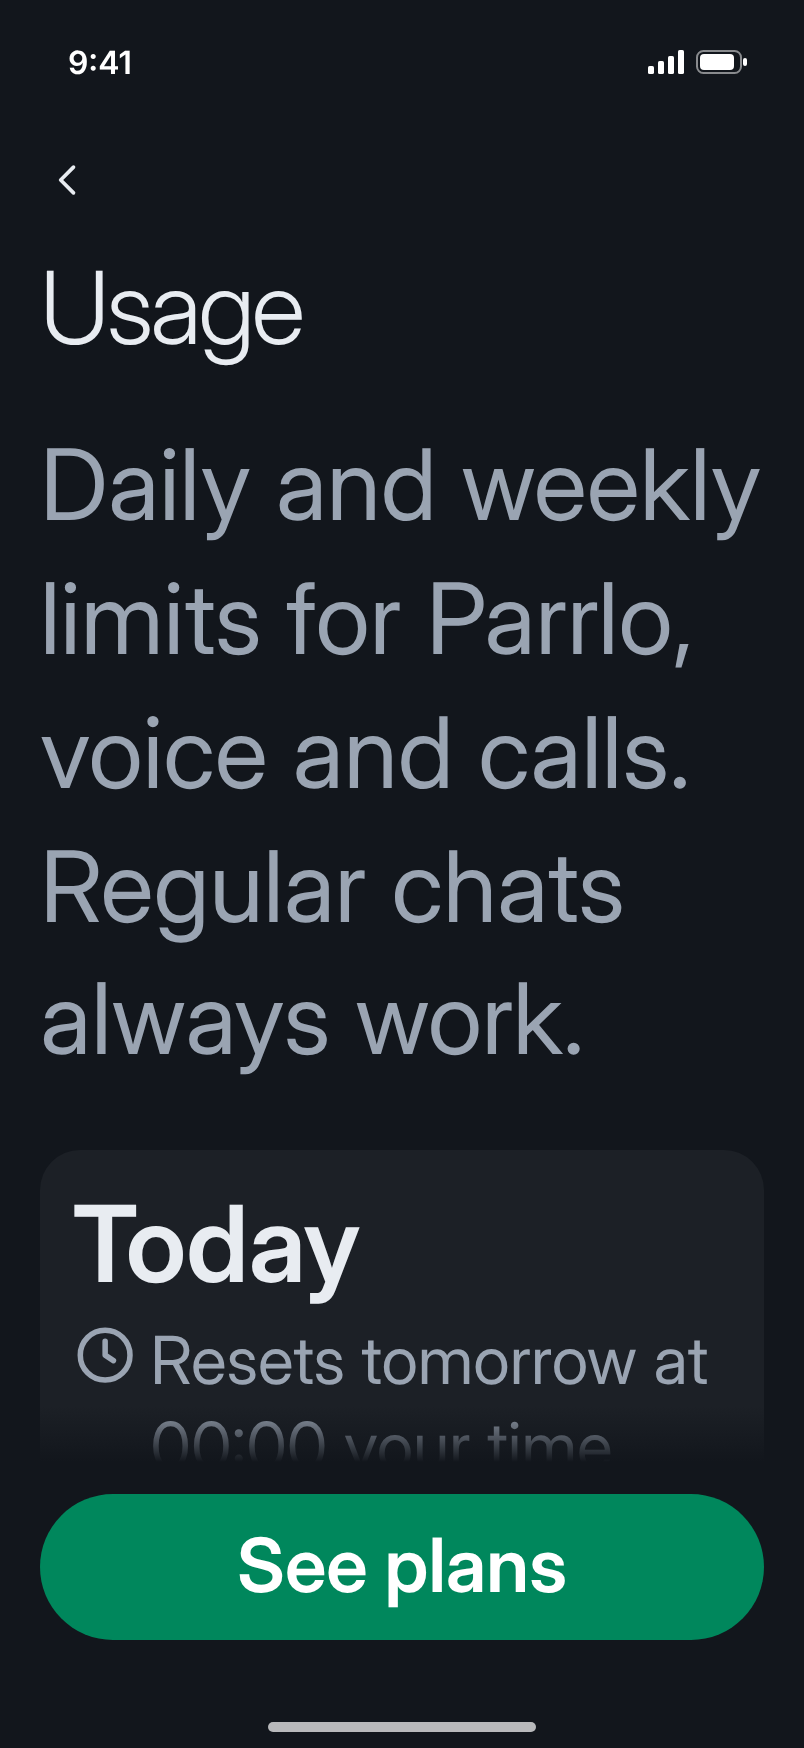 9:41
Usage
Daily and weekly
limits for Parrlo,
voice and calls.
Regular chats
always work.
Today
Resets tomorrow at
00:00 your time
See plans